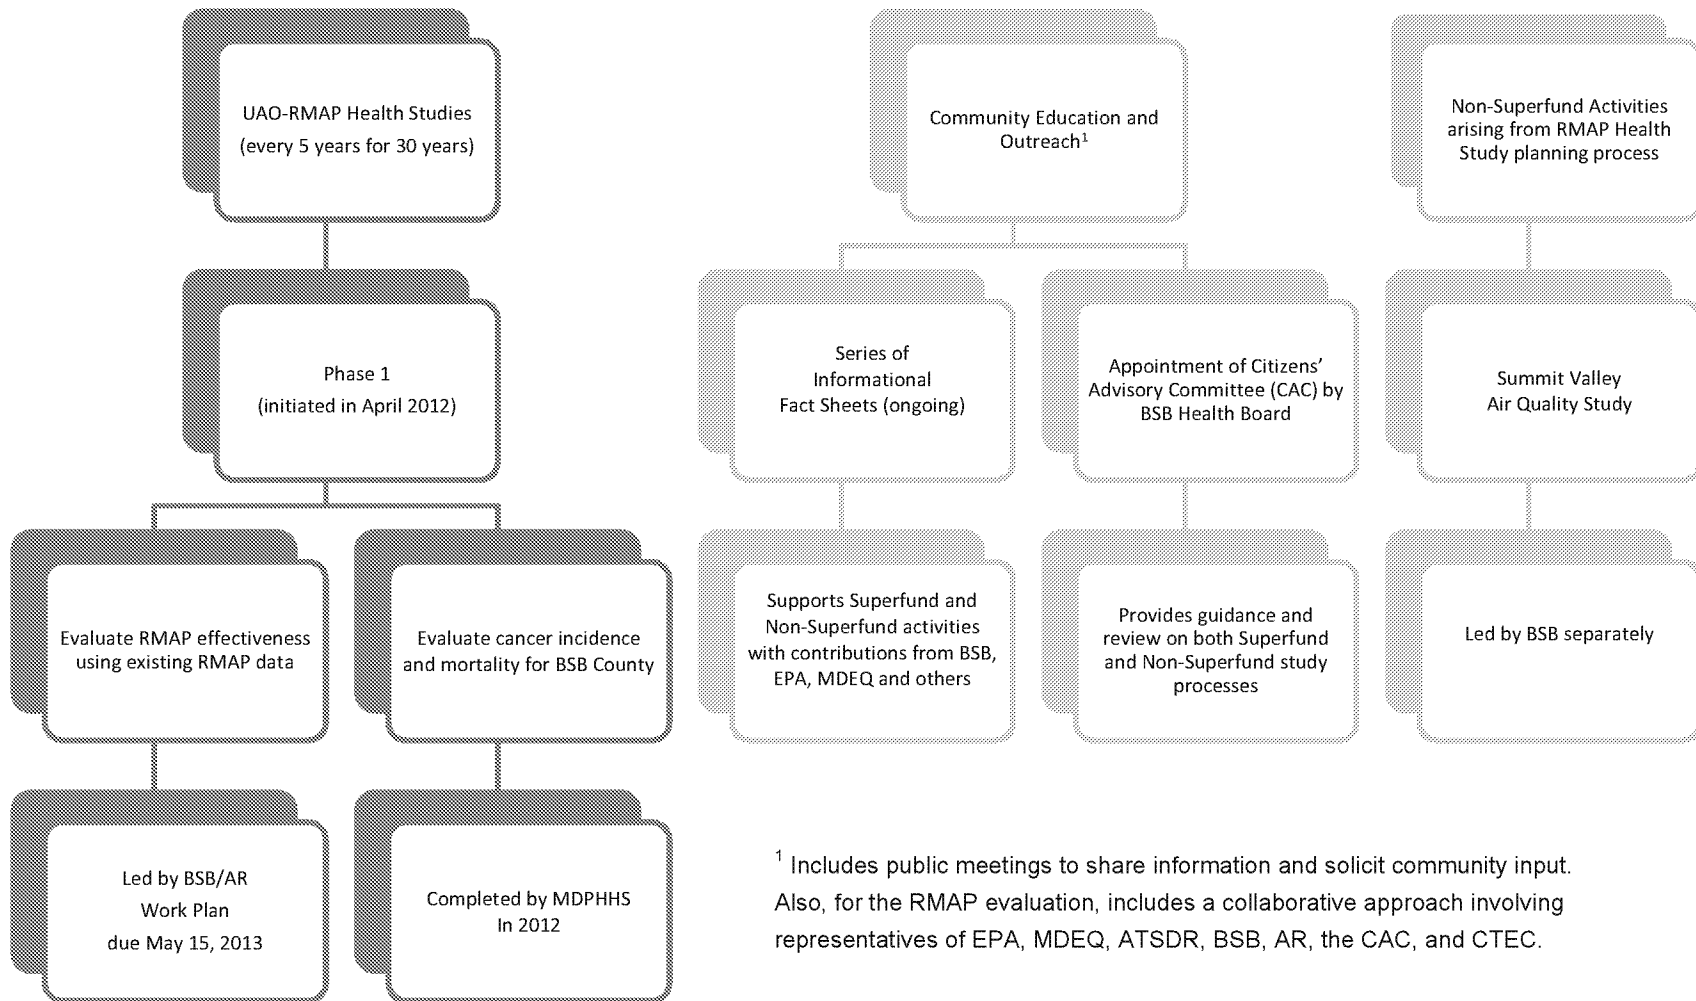 UAO-RMAP Health Studies
(every 5 years for 30 years)
Phase 1
(initiated in April 2012)
Evaluate RMAP effectiveness
using existing RMAP data
Led by BSB/AR
Work Plan
due May 15, 2013
Evaluate cancer incidence
and mortality for BSB County
Completed by MDPHHS
In 2012
Community Education and
Outreach¹
Series of
Informational
Fact Sheets (ongoing)
Supports Superfund and
Non-Superfund activities
with contributions from BSB,
EPA, MDEQ and others
Appointment of Citizens’
Advisory Committee (CAC) by
BSB Health Board
Provides guidance and
review on both Superfund
and Non-Superfund study
processes
Non-Superfund Activities
arising from RMAP Health
Study planning process
Summit Valley
Air Quality Study
Led by BSB separately
¹ Includes public meetings to share information and solicit community input.
Also, for the RMAP evaluation, includes a collaborative approach involving
representatives of EPA, MDEQ, ATSDR, BSB, AR, the CAC, and CTEC.